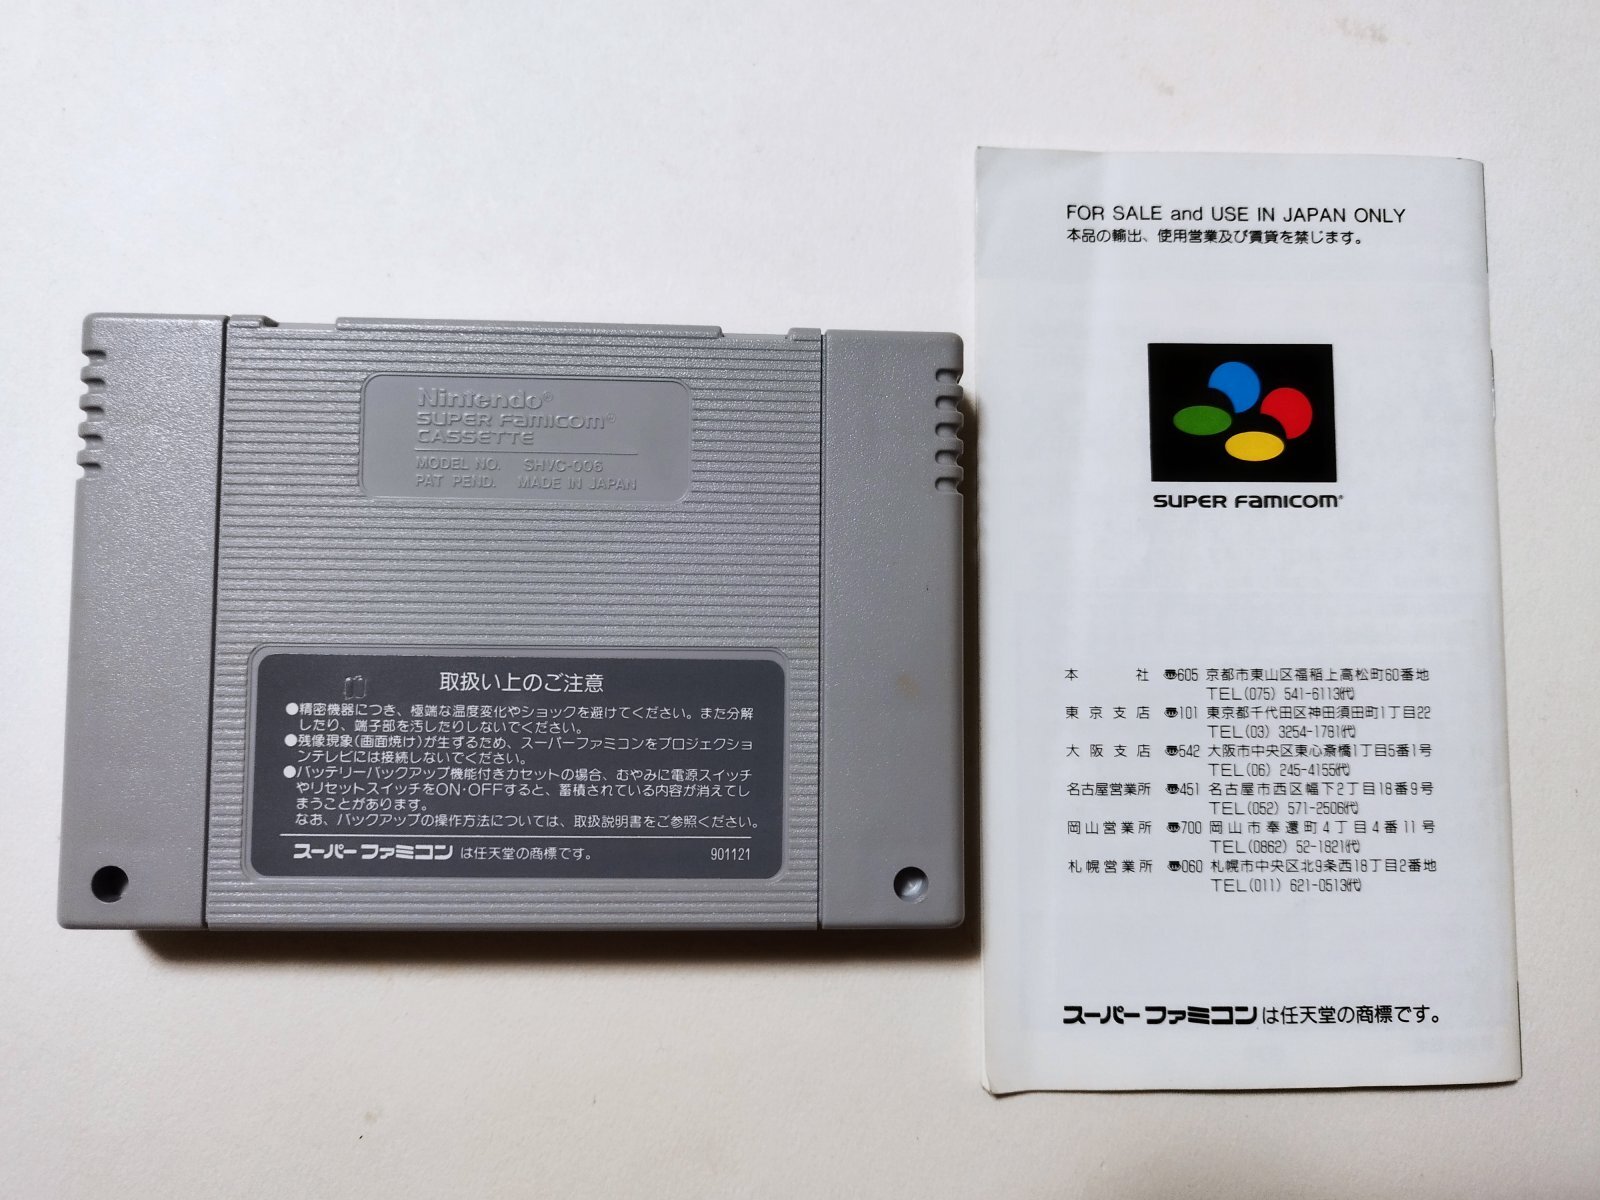 Nintendo®
SUPER FAMICOM®
CASSETTE
MODEL NO. SHVC-006
PAT PEND. MADE IN JAPAN
取扱い上のご注意
●精密機器につき、極端な温度変化やショックを避けてください。また分解
したり、端子部を汚したりしないでください。
●残像現象(画面焼け)が生ずるため、スーパーファミコンをプロジェクショ
ンテレビには接続しないでください。
●バッテリーバックアップ機能付きカセットの場合、むやみに電源スイッチ
やリセットスイッチをON・OFFすると、蓄積されている内容が消えてし
まうことがあります。
なお、バックアップの操作方法については、取扱説明書をご参照ください。
スーパーファミコンは任天堂の商標です。 901121
FOR SALE and USE IN JAPAN ONLY
本品の輸出、使用営業及び賃貸を禁じます。
SUPER FAMICOM®
本社 〠605 京都市東山区福稲上高松町60番地
TEL(075) 541-6113㈹
東京支店 〠101 東京都千代田区神田須田町1丁目22
TEL(03) 3254-1781㈹
大阪支店 〠542 大阪市中央区東心斎橋1丁目5番1号
TEL(06) 245-4155㈹
名古屋営業所 〠451 名古屋市西区幅下2丁目18番9号
TEL(052) 571-2506㈹
岡山営業所 〠700 岡山市奉還町4丁目4番11号
TEL(0862) 52-1821㈹
札幌営業所 〠060 札幌市中央区北9条西18丁目2番地
TEL(011) 621-0513㈹
スーパーファミコンは任天堂の商標です。